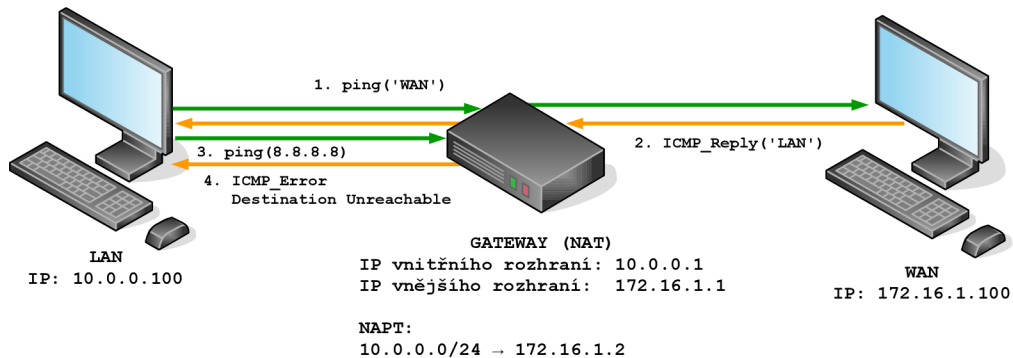 1. ping('WAN')
2. ICMP_Reply('LAN')
3. ping(8.8.8.8)
4. ICMP_Error
Destination Unreachable
LAN
IP: 10.0.0.100
GATEWAY (NAT)
IP vnitřního rozhraní: 10.0.0.1
IP vnějšího rozhraní: 172.16.1.1
NAPT:
10.0.0.0/24 → 172.16.1.2
WAN
IP: 172.16.1.100